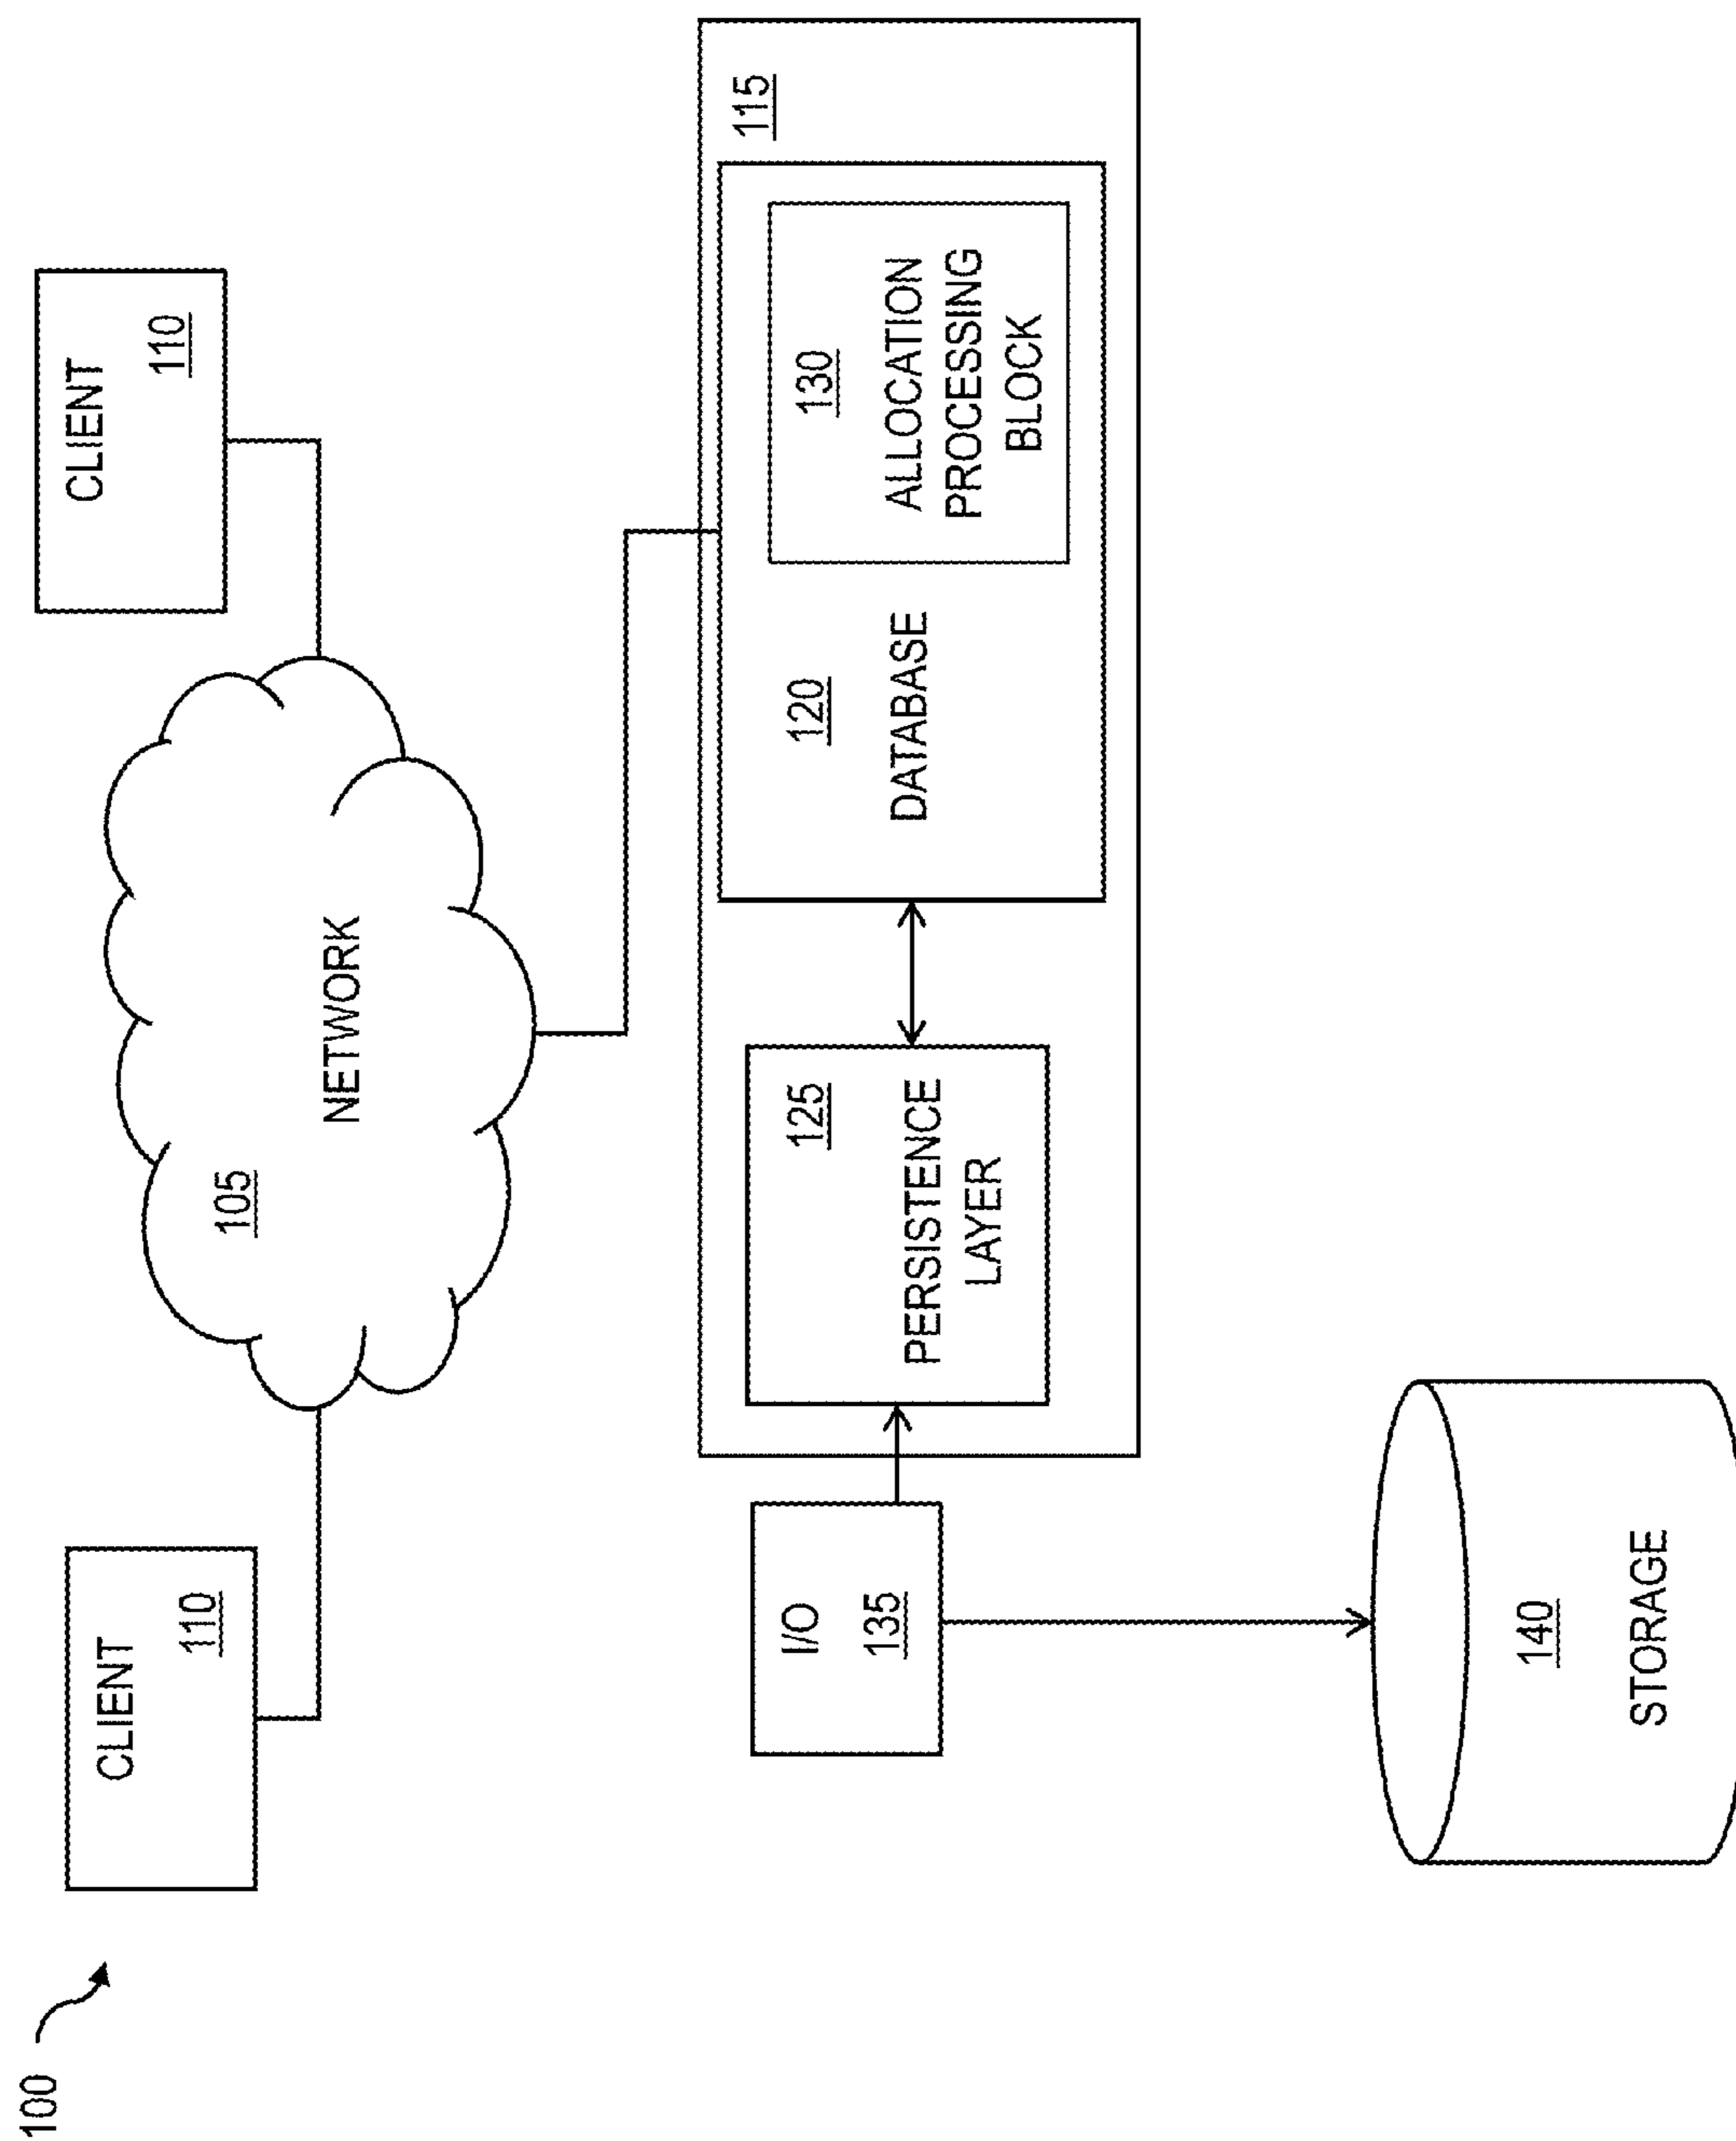 100
CLIENT
110
CLIENT
110
105
NETWORK
115
I/O
135
125
PERSISTENCE
LAYER
120
DATABASE
130
ALLOCATION
PROCESSING
BLOCK
140
STORAGE